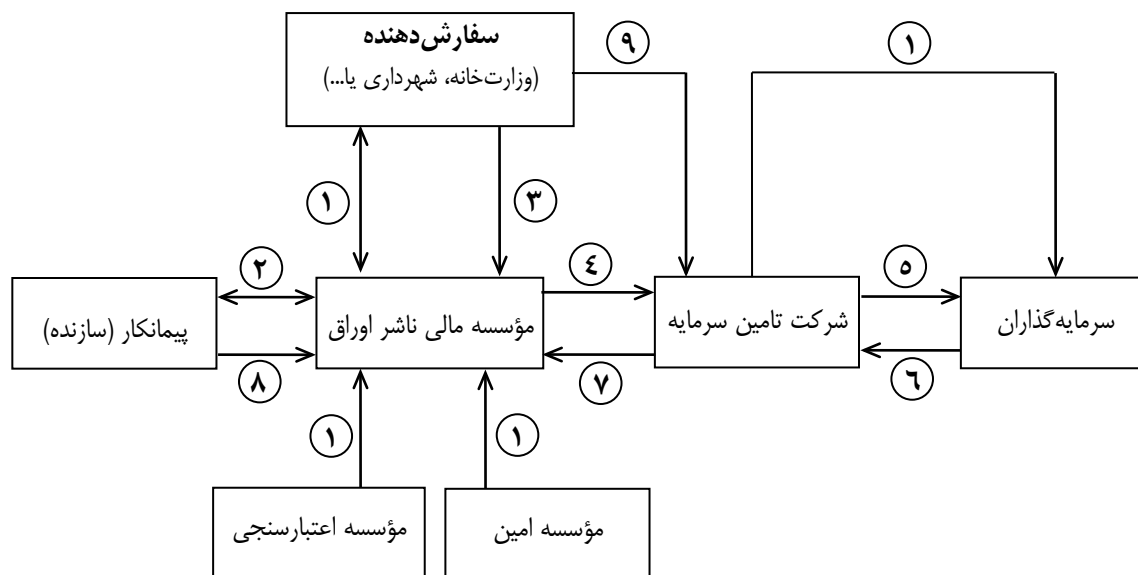 سفارش‌دهنده
(وزارت‌خانه، شهرداری یا...)
۹
۱
۱
۳
۲
٤
۵
پیمانکار (سازنده)
مؤسسه مالی ناشر اوراق
شرکت تامین سرمایه
سرمایه‌گذاران
۸
۷
٦
۱
۱
مؤسسه اعتبارسنجی
مؤسسه امین